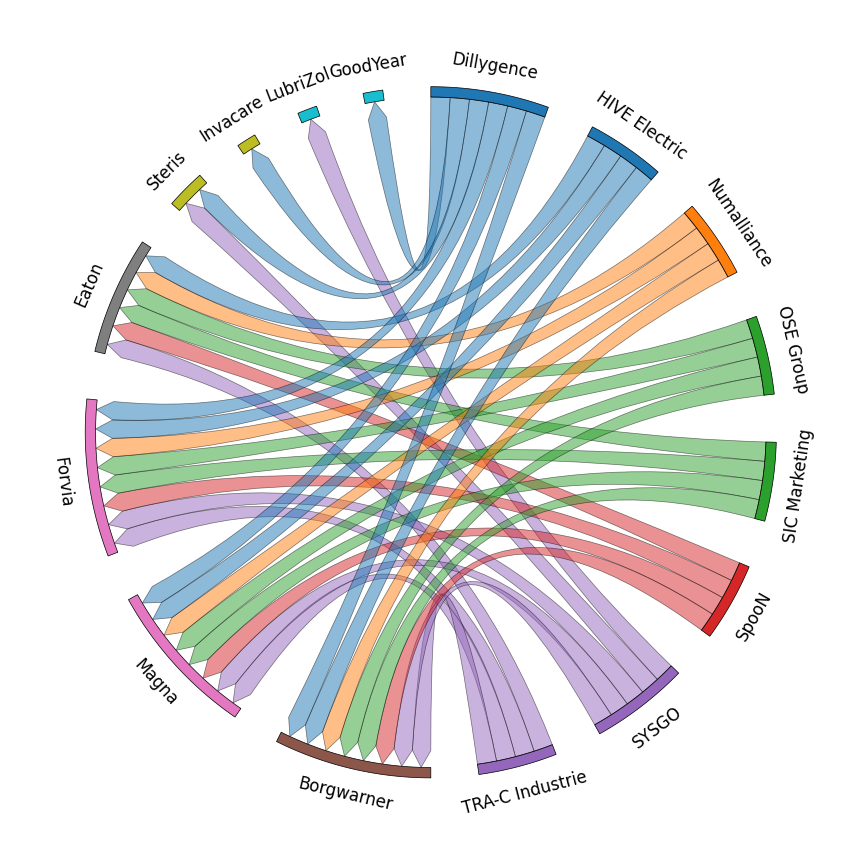 Dillygence
HIVE Electric
Numalliance
OSE Group
SIC Marketing
SpooN
SYSGO
TRA-C Industrie
Borgwarner
Magna
Forvia
Eaton
Steris
Invacare
LubriZol
GoodYear